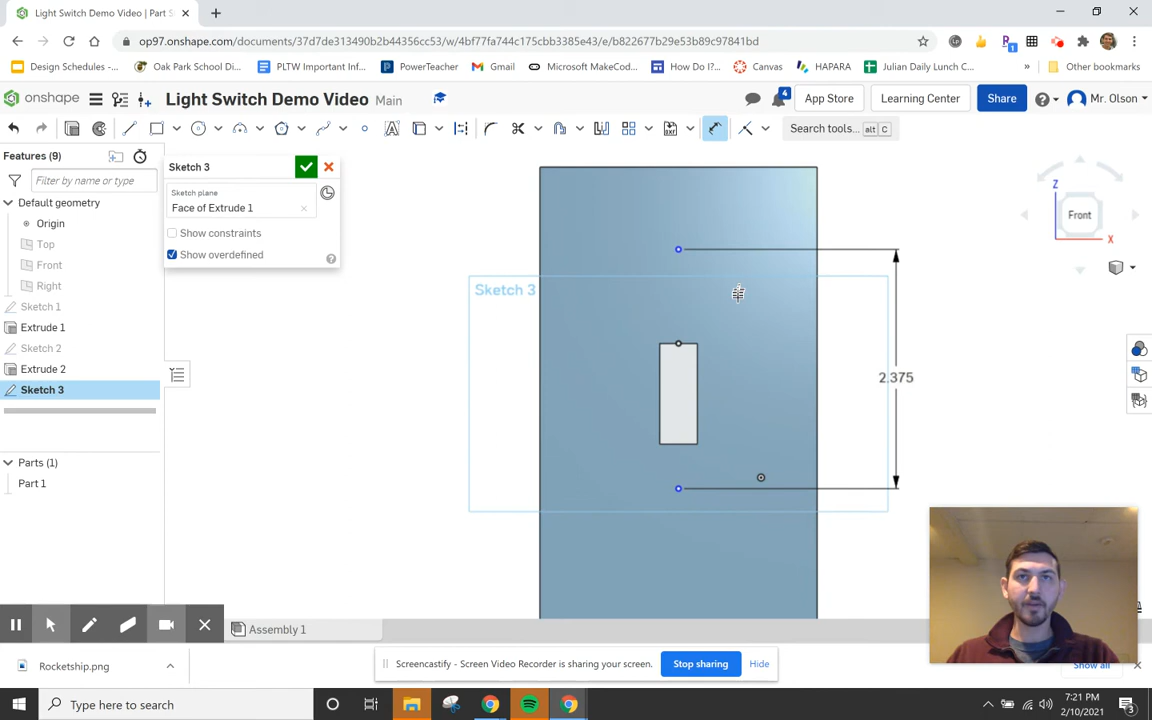 Light Switch Demo Video | Part S
op97.onshape.com/documents/37d7de313490b2b44356cc53/w/4bf77fa744c175cbb3385e43/e/b822677b29e53b89c97841bd
Design Schedules -...
Oak Park School Di...
PLTW Important Inf...
PowerTeacher
Gmail
Microsoft MakeCod...
How Do I?...
Canvas
HAPARA
Julian Daily Lunch C...
Other bookmarks
onshape
Light Switch Demo Video Main
4
App Store
Learning Center
Share
Mr. Olson
Search tools... alt C
Features (9)
Filter by name or type
Default geometry
Origin
Top
Front
Right
Sketch 1
Extrude 1
Sketch 2
Extrude 2
Sketch 3
Parts (1)
Part 1
Sketch 3
Sketch plane
Face of Extrude 1
Show constraints
Show overdefined
Sketch 3
2.375
Z
Front
X
Assembly 1
Rocketship.png
Screencastify - Screen Video Recorder is sharing your screen.
Stop sharing
Hide
Show all
Type here to search
7:21 PM
2/10/2021
3